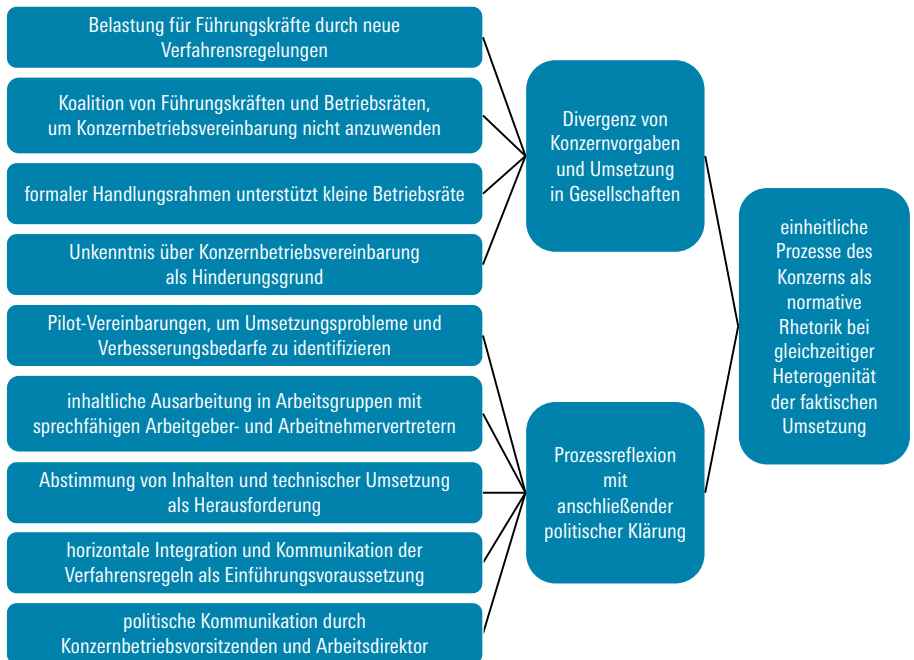 Belastung für Führungskräfte durch neue
Verfahrensregelungen
Koalition von Führungskräften und Betriebsräten,
um Konzernbetriebsvereinbarung nicht anzuwenden
formaler Handlungsrahmen unterstützt kleine Betriebsräte
Unkenntnis über Konzernbetriebsvereinbarung
als Hinderungsgrund
Pilot-Vereinbarungen, um Umsetzungsprobleme und
Verbesserungsbedarfe zu identifizieren
inhaltliche Ausarbeitung in Arbeitsgruppen mit
sprechfähigen Arbeitgeber- und Arbeitnehmervertretern
Abstimmung von Inhalten und technischer Umsetzung
als Herausforderung
horizontale Integration und Kommunikation der
Verfahrensregeln als Einführungsvoraussetzung
politische Kommunikation durch
Konzernbetriebsvorsitzenden und Arbeitsdirektor
Divergenz von
Konzernvorgaben
und Umsetzung
in Gesellschaften
Prozessreflexion
mit
anschließender
politischer Klärung
einheitliche
Prozesse des
Konzerns als
normative
Rhetorik bei
gleichzeitiger
Heterogenität
der faktischen
Umsetzung